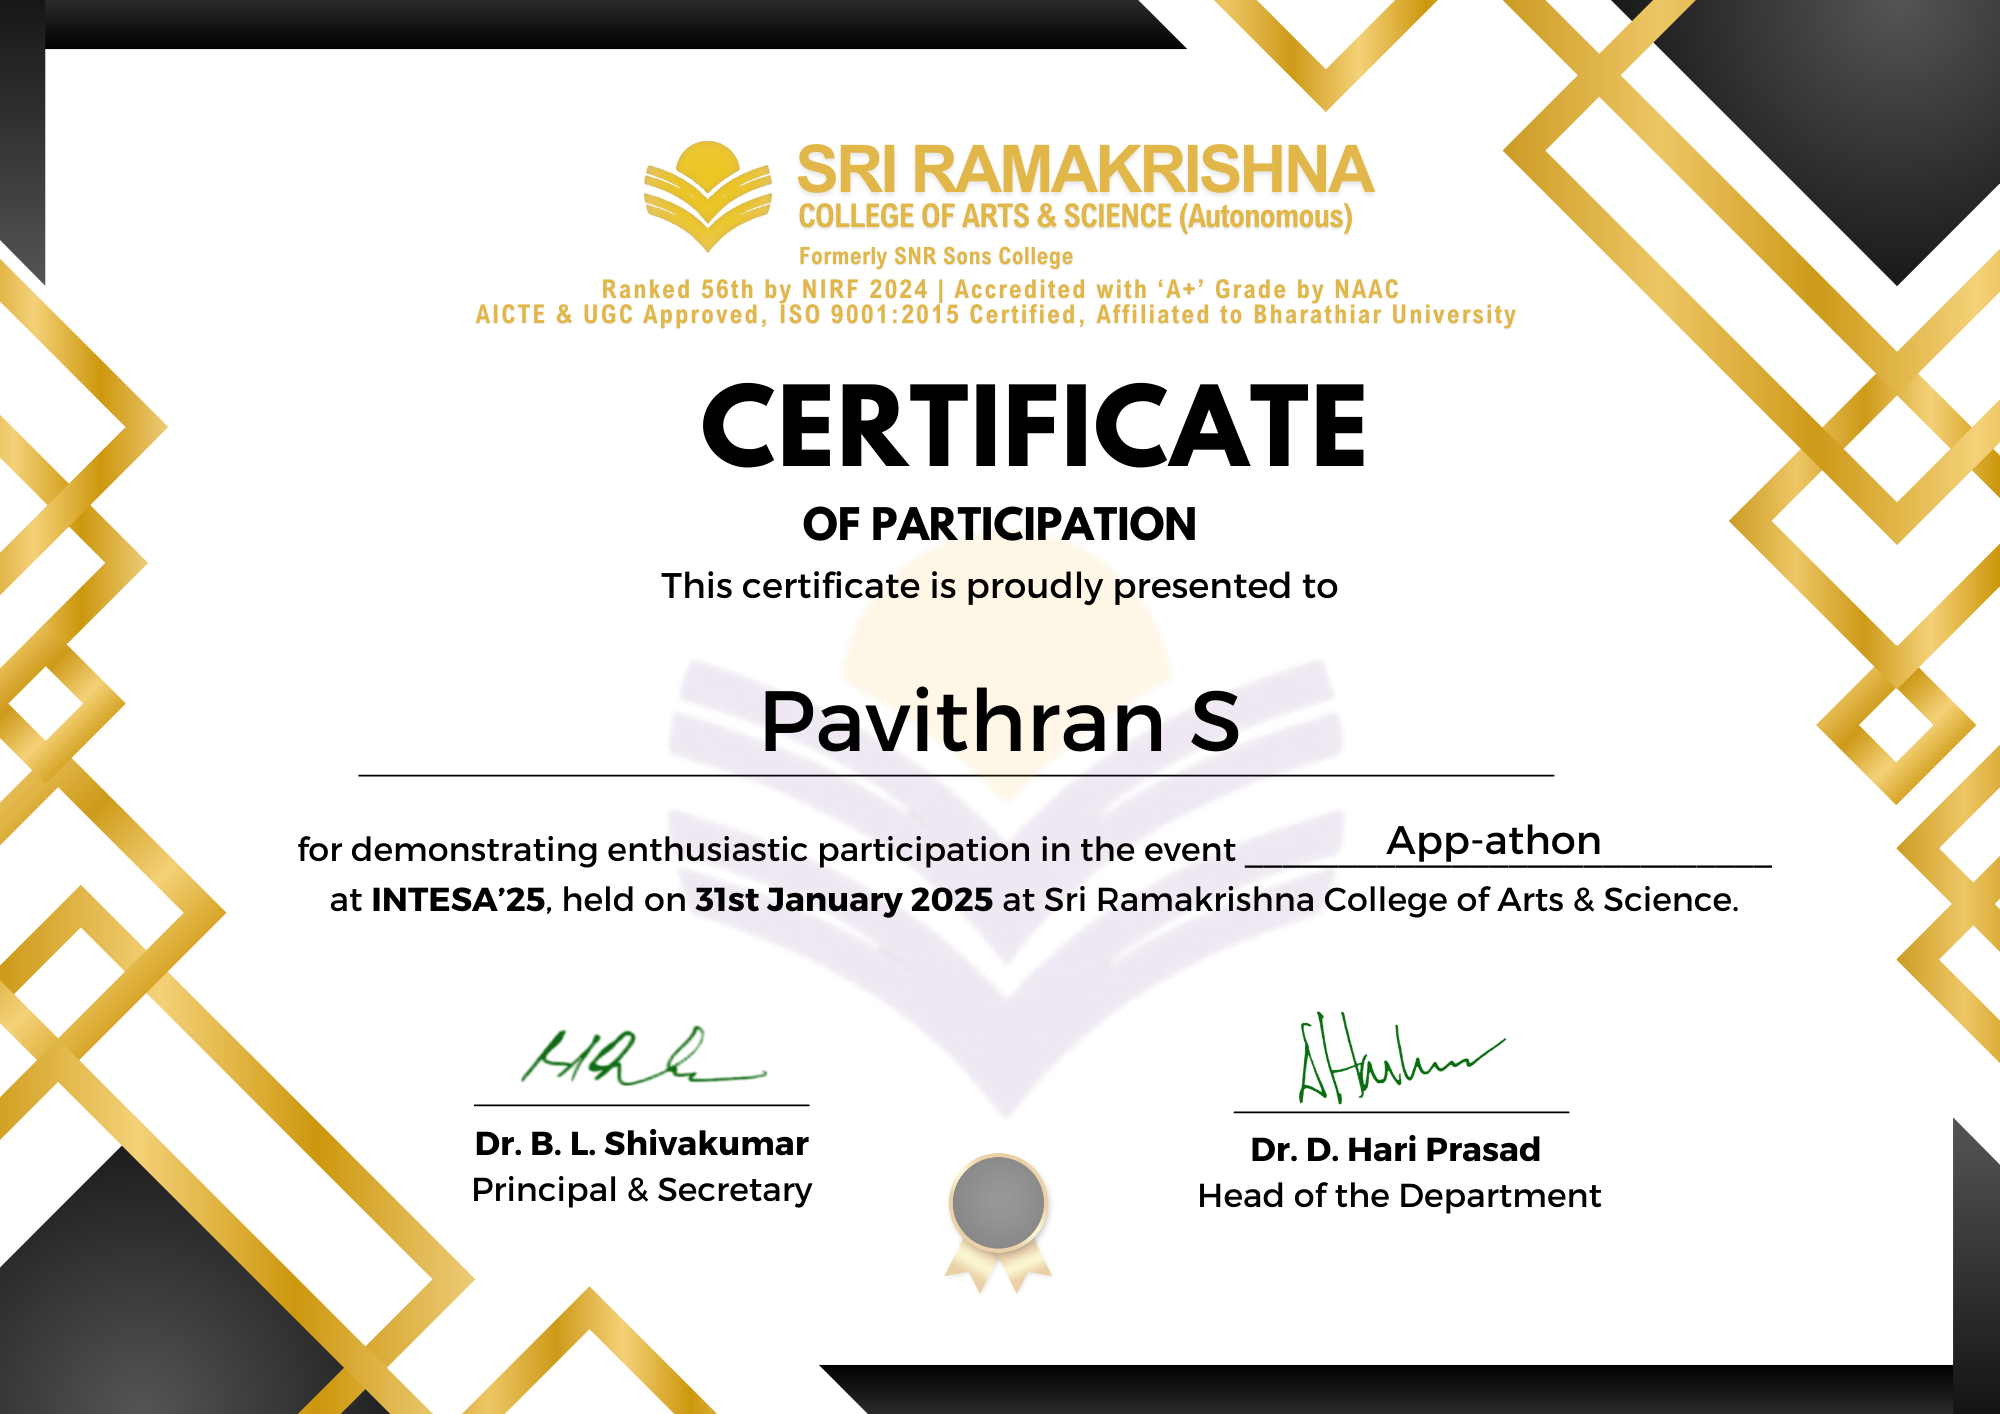 SRI RAMAKRISHNA
COLLEGE OF ARTS & SCIENCE (Autonomous)
Formerly SNR Sons College
Ranked 56th by NIRF 2024 | Accredited with ‘A+’ Grade by NAAC
AICTE & UGC Approved, ISO 9001:2015 Certified, Affiliated to Bharathiar University
CERTIFICATE
OF PARTICIPATION
This certificate is proudly presented to
Pavithran S
for demonstrating enthusiastic participation in the event App-athon
at INTESA’25, held on 31st January 2025 at Sri Ramakrishna College of Arts & Science.
Dr. B. L. Shivakumar
Principal & Secretary
Dr. D. Hari Prasad
Head of the Department